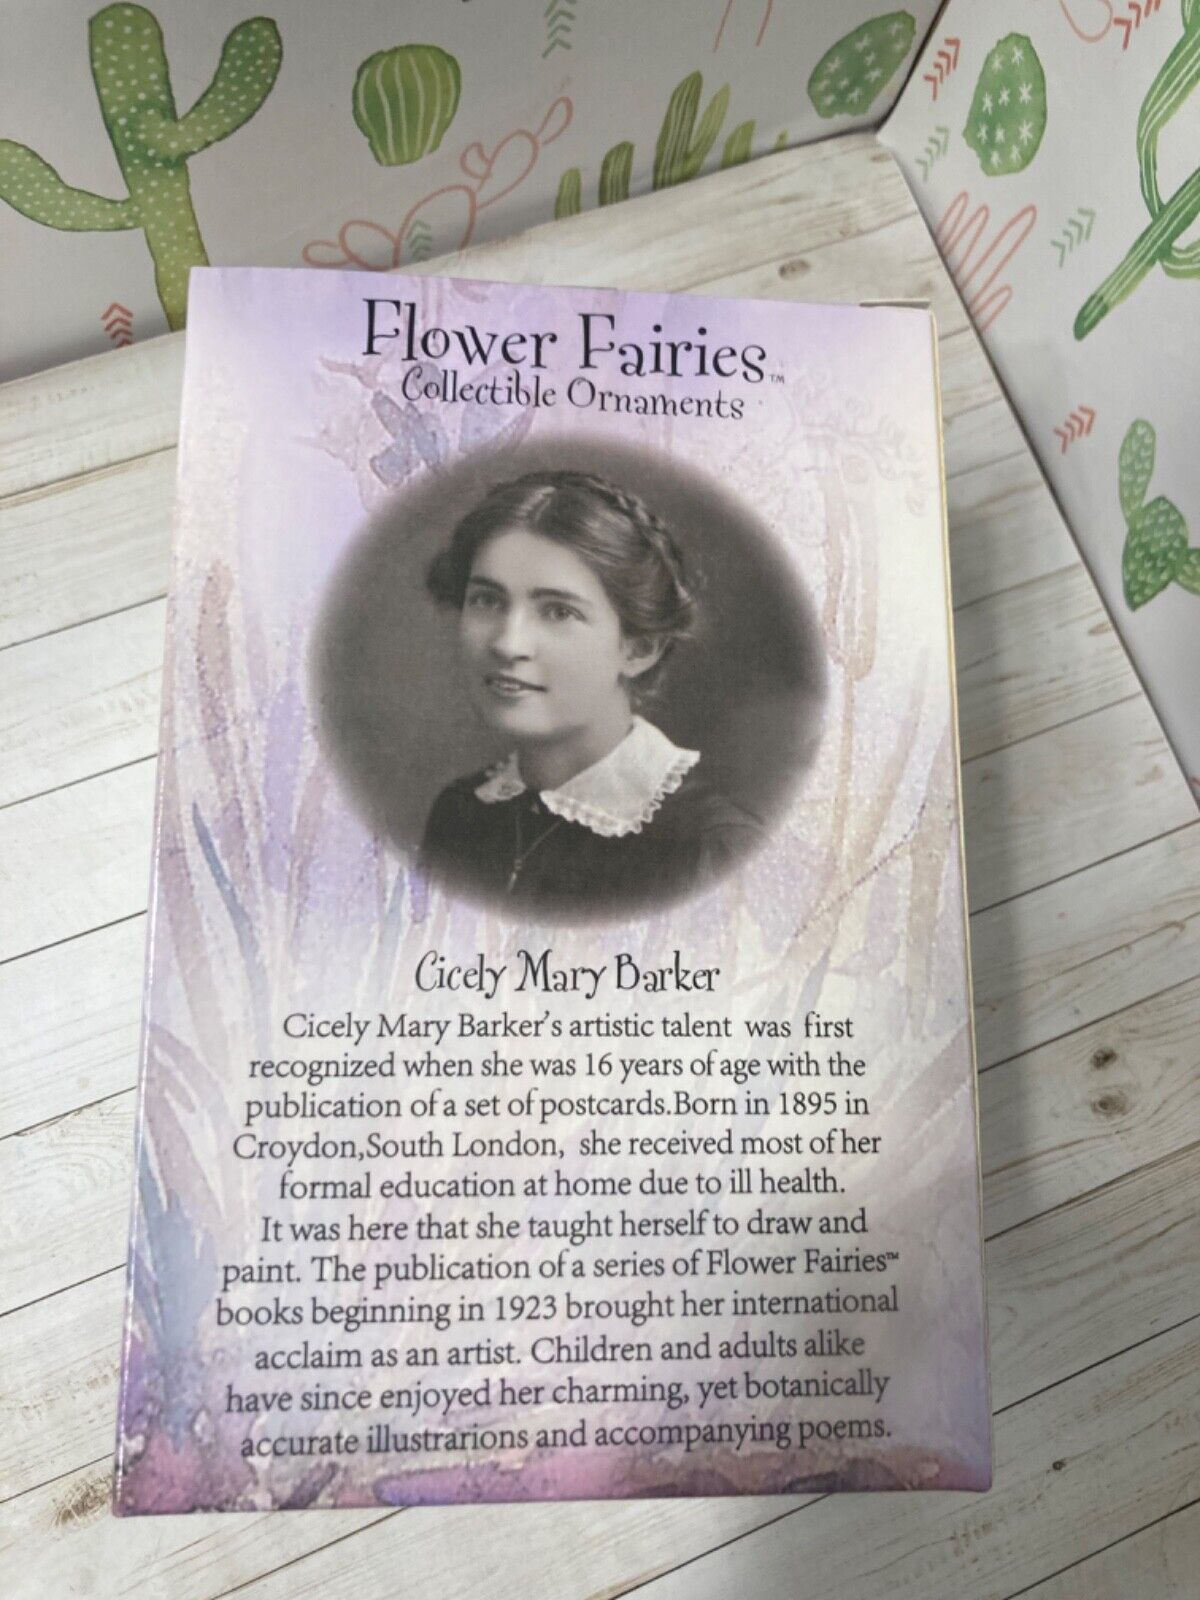 Flower Fairies™
Collectible Ornaments
Cicely Mary Barker
Cicely Mary Barker's artistic talent was first
recognized when she was 16 years of age with the
publication of a set of postcards.Born in 1895 in
Croydon,South London, she received most of her
formal education at home due to ill health.
It was here that she taught herself to draw and
paint. The publication of a series of Flower Fairies™
books beginning in 1923 brought her international
acclaim as an artist. Children and adults alike
have since enjoyed her charming, yet botanically
accurate illustrarions and accompanying poems.